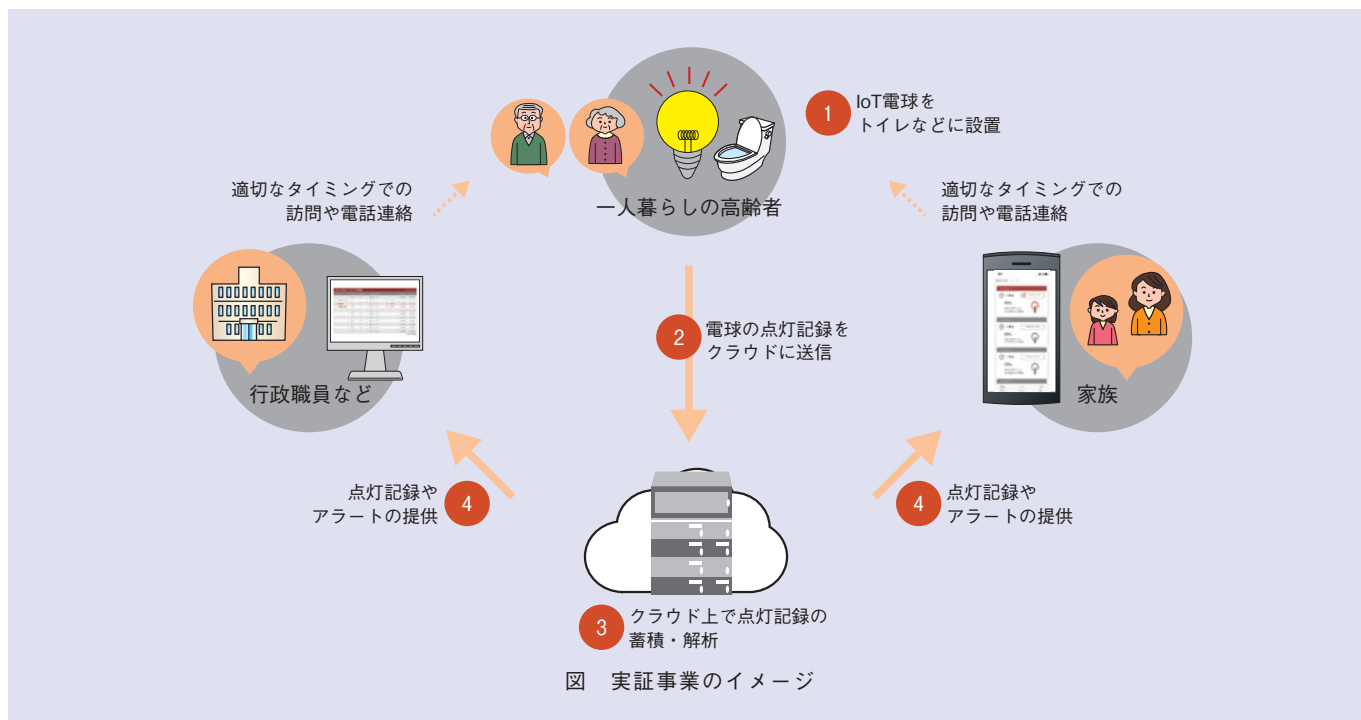 1
IoT電球を
トイレなどに設置
一人暮らしの高齢者
適切なタイミングでの
訪問や電話連絡
適切なタイミングでの
訪問や電話連絡
行政職員など
2
電球の点灯記録を
クラウドに送信
家族
点灯記録や
アラートの提供
4
4
点灯記録や
アラートの提供
3
クラウド上で点灯記録の
蓄積・解析
図 実証事業のイメージ